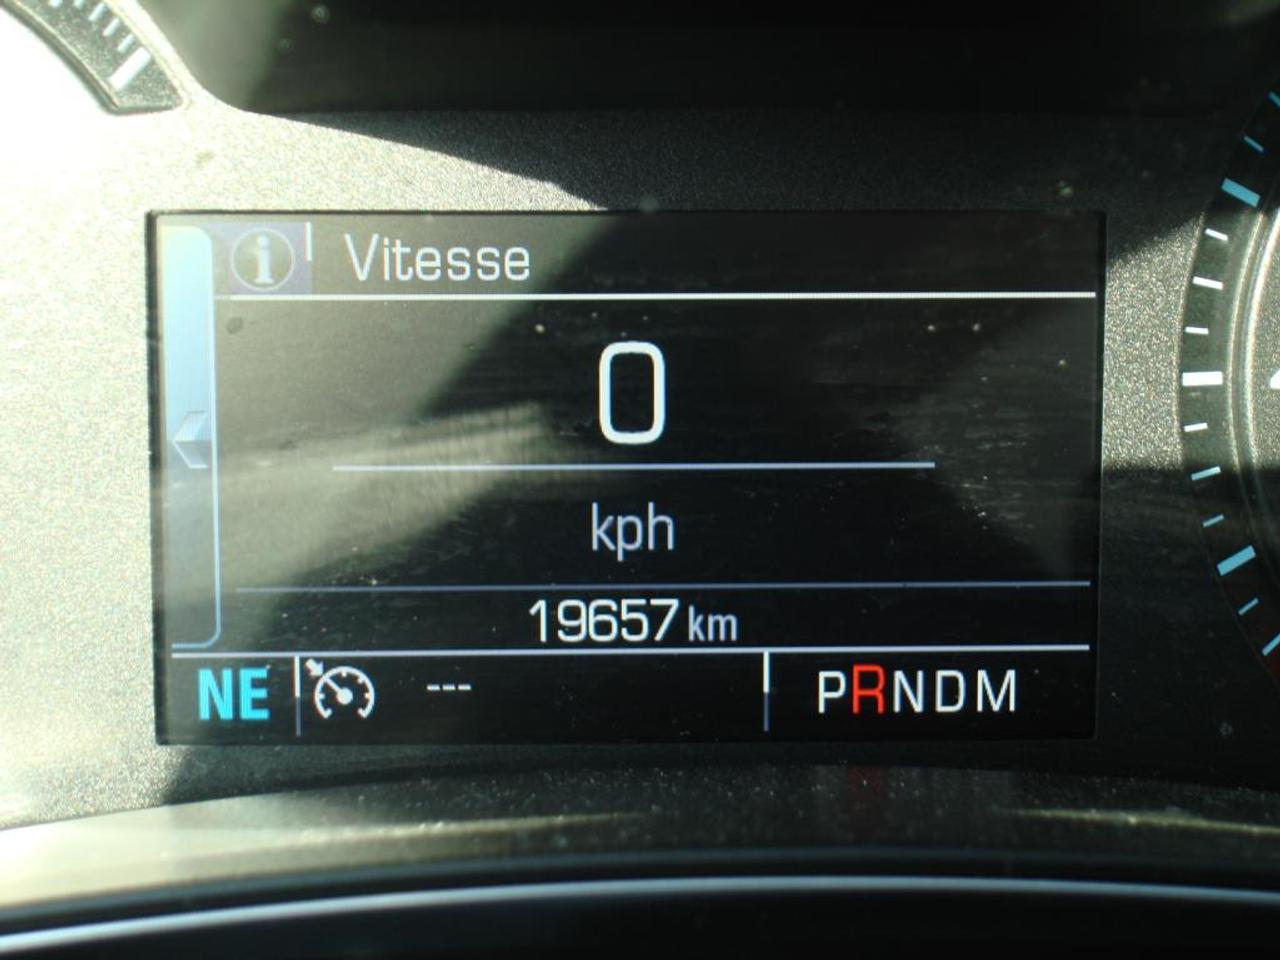 i Vitesse
0
kph
19657 km
NE --- PRNDM